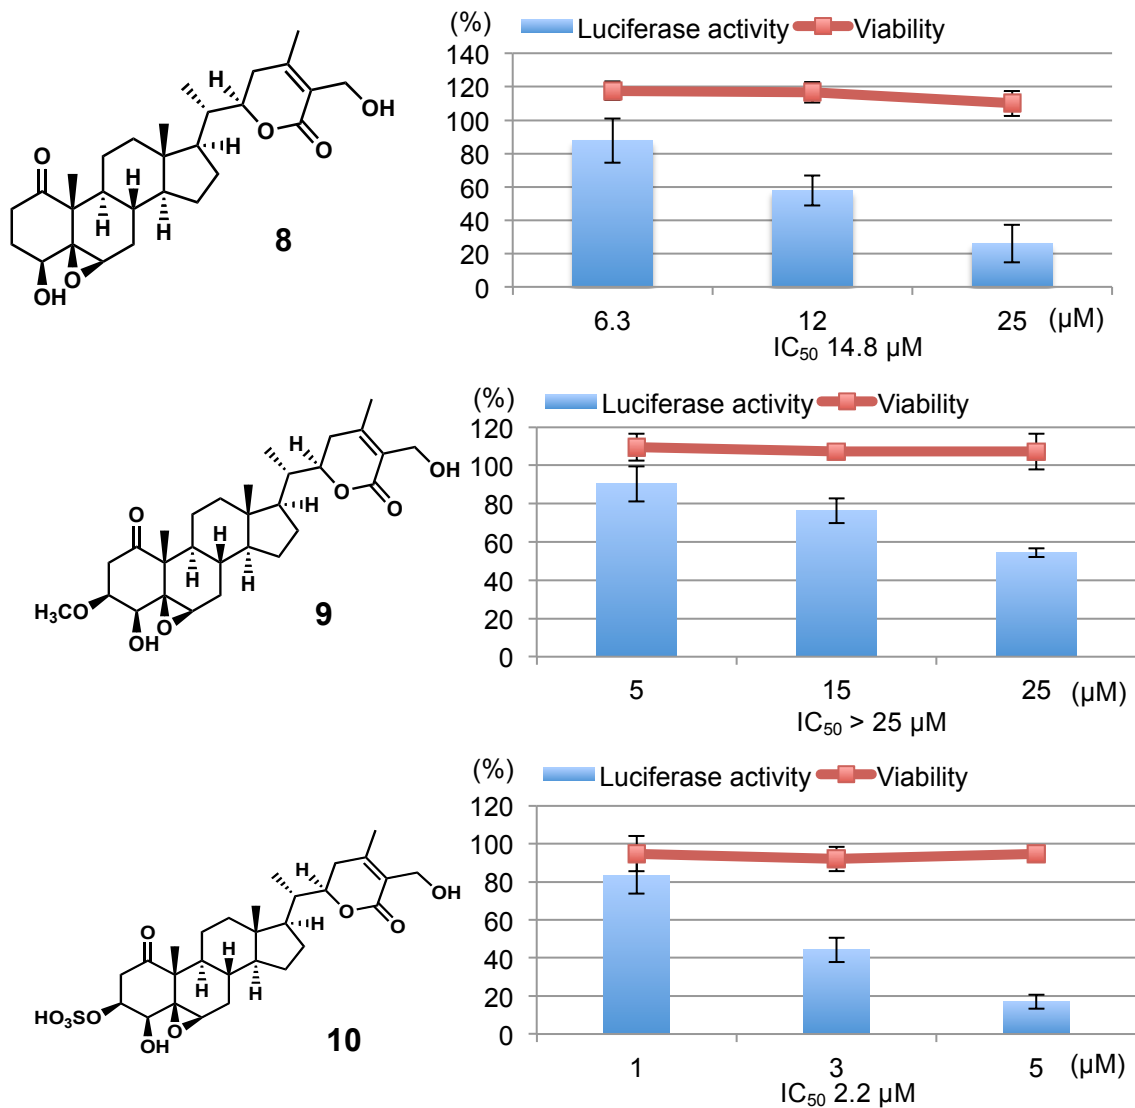 (%)
Luciferase activity Viability
140
120
100
80
60
40
20
0
6.3 12 25 (µM)
IC₅₀ 14.8 µM
O
H
H
H
H
O
O
OH
O
OH
8
(%)
Luciferase activity Viability
120
100
80
60
40
20
0
5 15 25 (µM)
IC₅₀ > 25 µM
O
H
H
H
H
H
O
O
OH
H₃CO
O
OH
9
(%)
Luciferase activity Viability
120
100
80
60
40
20
0
1 3 5 (µM)
IC₅₀ 2.2 µM
O
H
H
H
H
H
O
O
OH
HO₃SO
O
OH
10